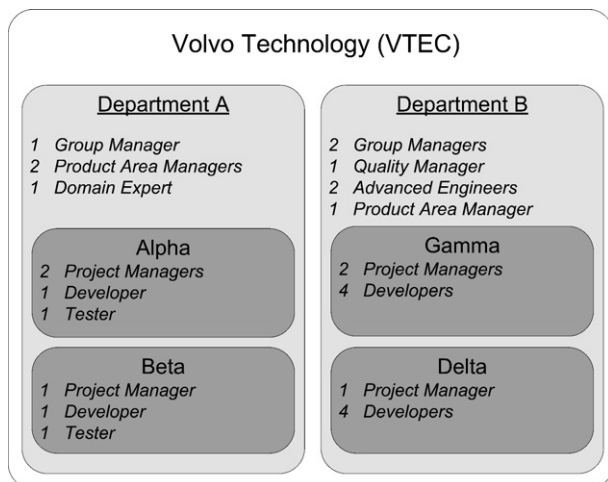 Volvo Technology (VTEC)
Department A
1 Group Manager
2 Product Area Managers
1 Domain Expert
Alpha
2 Project Managers
1 Developer
1 Tester
Beta
1 Project Manager
1 Developer
1 Tester
Department B
2 Group Managers
1 Quality Manager
2 Advanced Engineers
1 Product Area Manager
Gamma
2 Project Managers
4 Developers
Delta
1 Project Manager
4 Developers